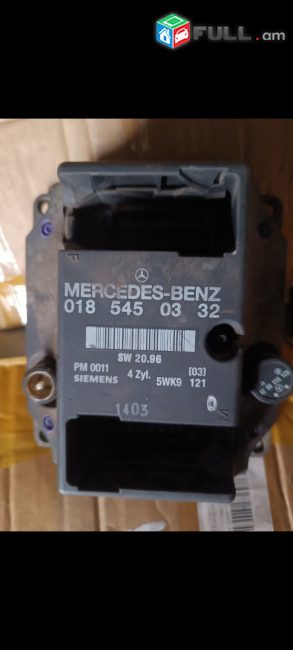 FULL.am
MERCEDES-BENZ
018 545 03 32
SW 20.96
PM 0011 4 Zyl. [03]
SIEMENS 5WK9 121
1403